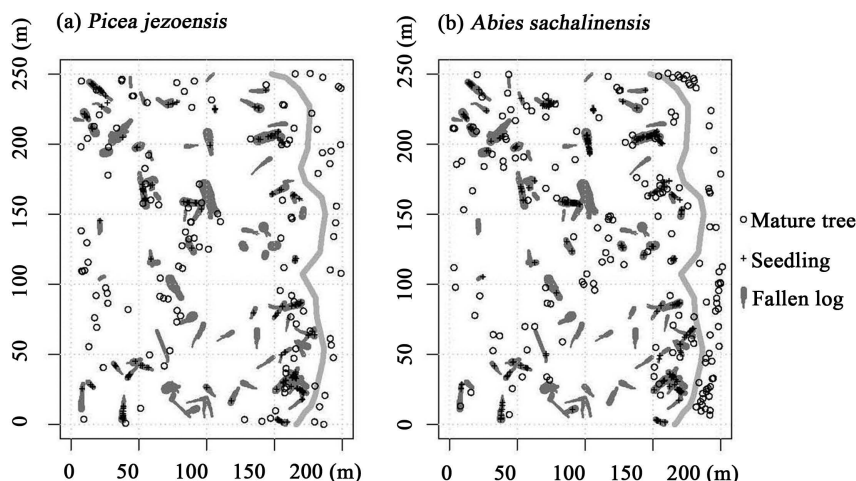 (a) Picea jezoensis
(b) Abies sachalinensis
250 (m)
200
150
100
50
0
0 50 100 150 200 (m)
250 (m)
200
150
100
50
0
0 50 100 150 200 (m)
Mature tree
Seedling
Fallen log